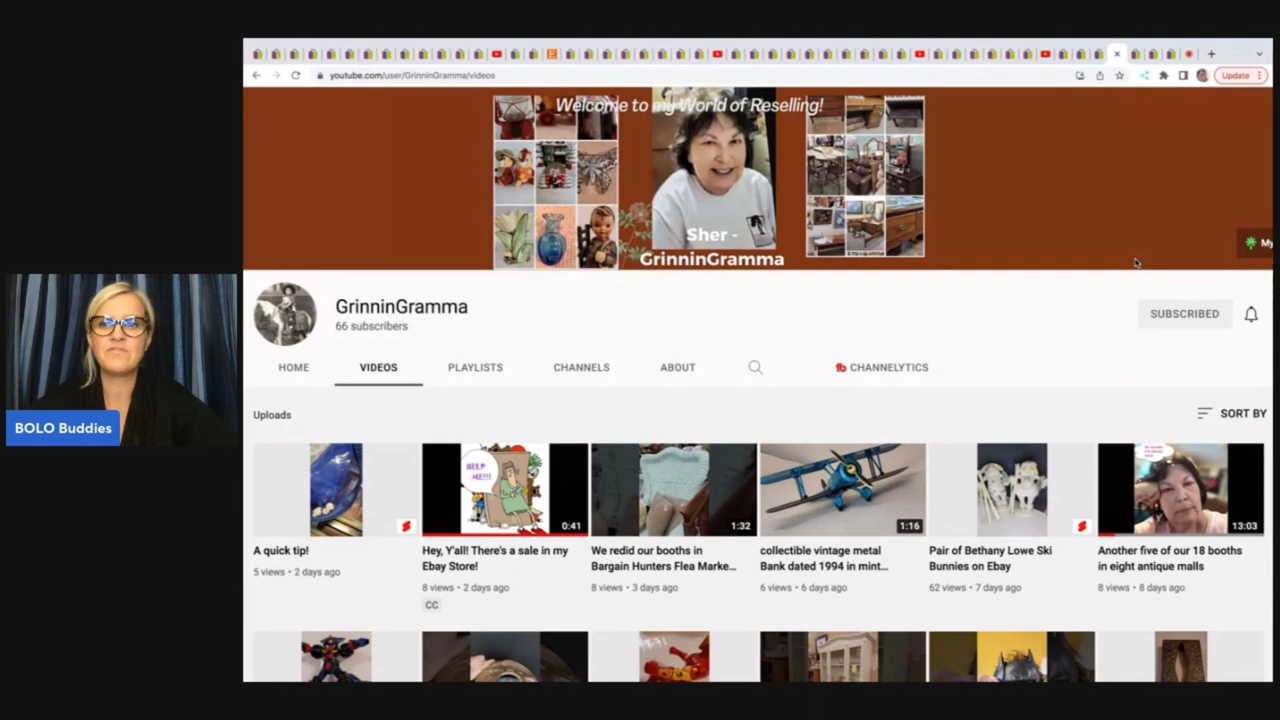 youtube.com/user/GrinninGramma/videos
Update
Welcome to my World of Reselling!
Sher -
GrinninGramma
My
GrinninGramma
66 subscribers
SUBSCRIBED
HOME
VIDEOS
PLAYLISTS
CHANNELS
ABOUT
CHANNELYTICS
BOLO Buddies
Uploads
SORT BY
HELP
ME!!!
0:41
1:32
1:16
13:03
A quick tip!
5 views • 2 days ago
Hey, Y'all! There's a sale in my
Ebay Store!
8 views • 2 days ago
CC
We redid our booths in
Bargain Hunters Flea Marke...
8 views • 3 days ago
collectible vintage metal
Bank dated 1994 in mint...
6 views • 6 days ago
Pair of Bethany Lowe Ski
Bunnies on Ebay
62 views • 7 days ago
Another five of our 18 booths
in eight antique malls
8 views • 8 days ago